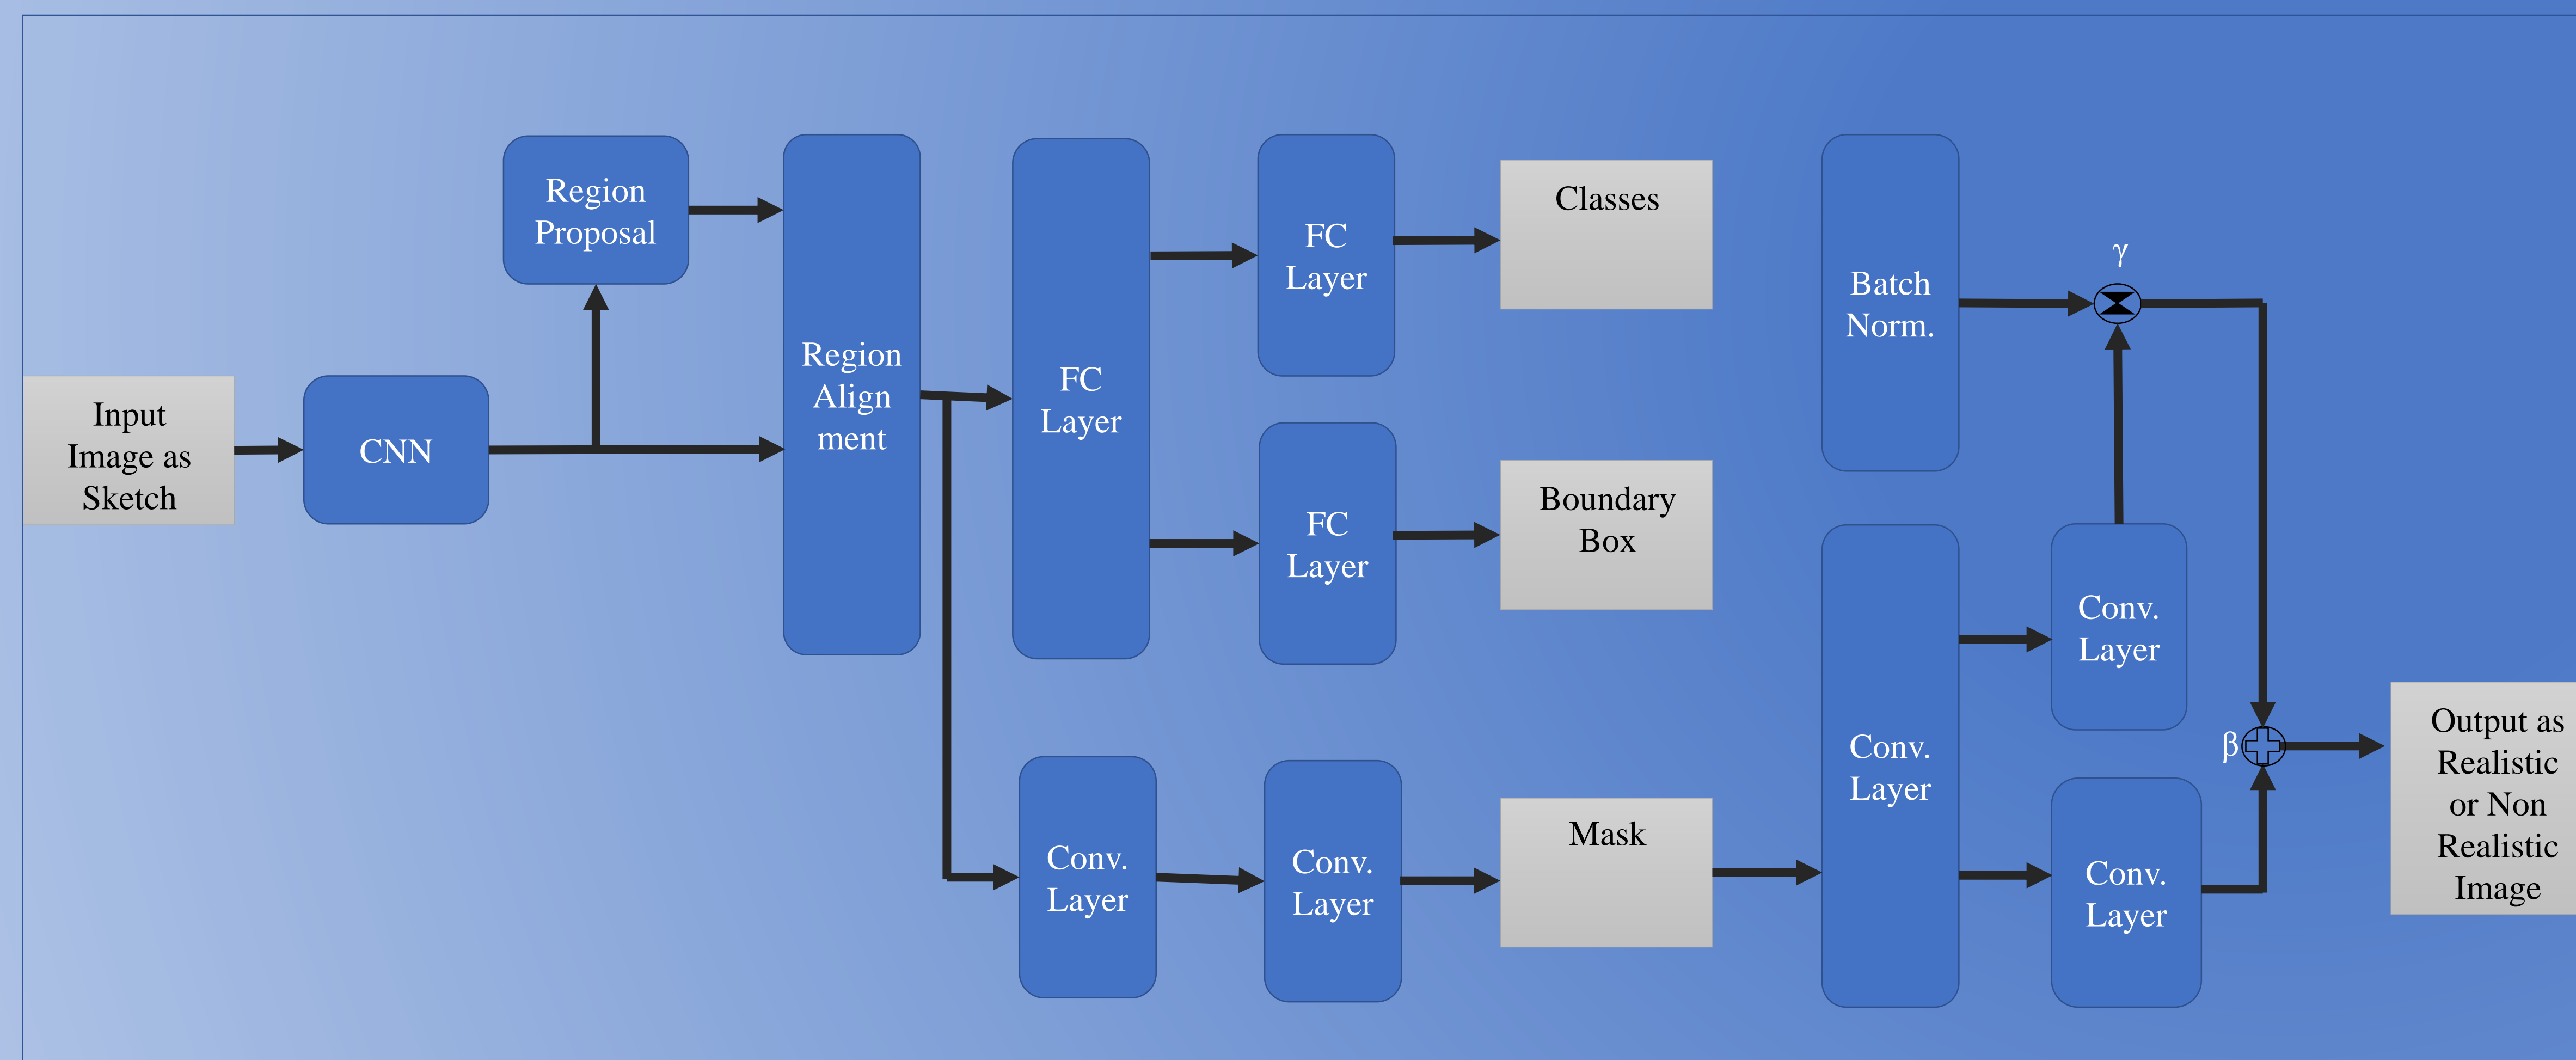 Input
Image as
Sketch
CNN
Region
Proposal
Region
Align
ment
FC
Layer
FC
Layer
FC
Layer
Classes
Boundary
Box
Conv.
Layer
Conv.
Layer
Mask
Batch
Norm.
γ
Conv.
Layer
Conv.
Layer
Conv.
Layer
β
Output as
Realistic
or Non
Realistic
Image